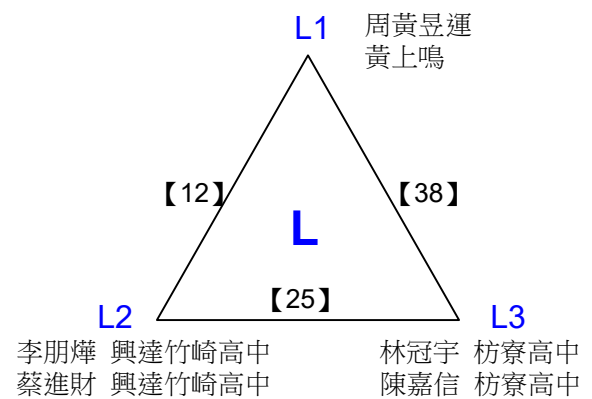 L1
周黃昱運
黃上鳴
【12】
【38】
L
【25】
L2
L3
李朋燁 興達竹崎高中
蔡進財 興達竹崎高中
林冠宇 枋寮高中
陳嘉信 枋寮高中